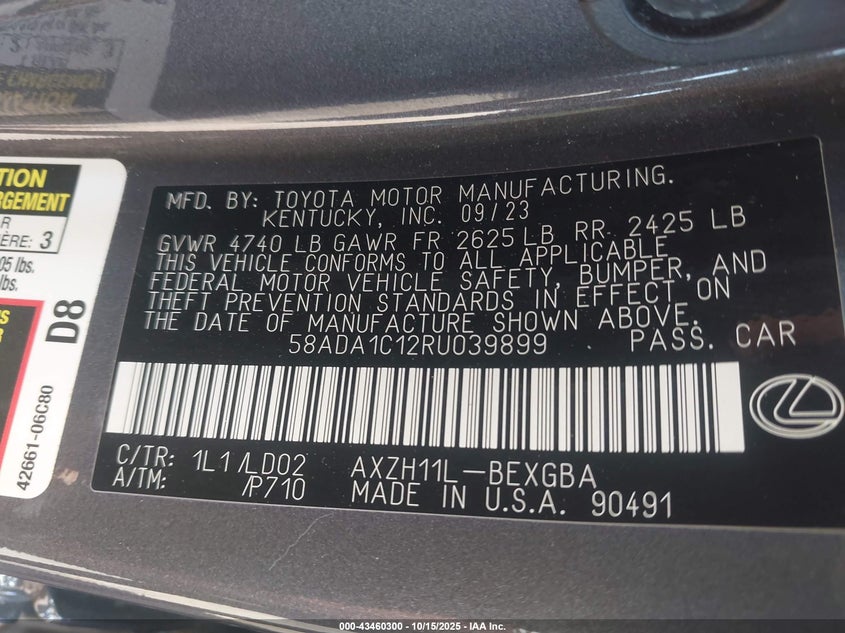 TION
RGEMENT
R
ÈRE: 3
05 lbs.
lbs.
D8
42661-06C80
MFD. BY: TOYOTA MOTOR MANUFACTURING.
KENTUCKY, INC. 09/23
GVWR 4740 LB GAWR FR 2625 LB RR 2425 LB
THIS VEHICLE CONFORMS TO ALL APPLICABLE
FEDERAL MOTOR VEHICLE SAFETY, BUMPER, AND
THEFT PREVENTION STANDARDS IN EFFECT ON
THE DATE OF MANUFACTURE SHOWN ABOVE.
58ADA1C12RU039899 PASS. CAR
C/TR: 1L1/LD02 AXZH11L-BEXGBA
A/TM: /P710 MADE IN U.S.A. 90491
000-43460300 - 10/15/2025 - IAA Inc.